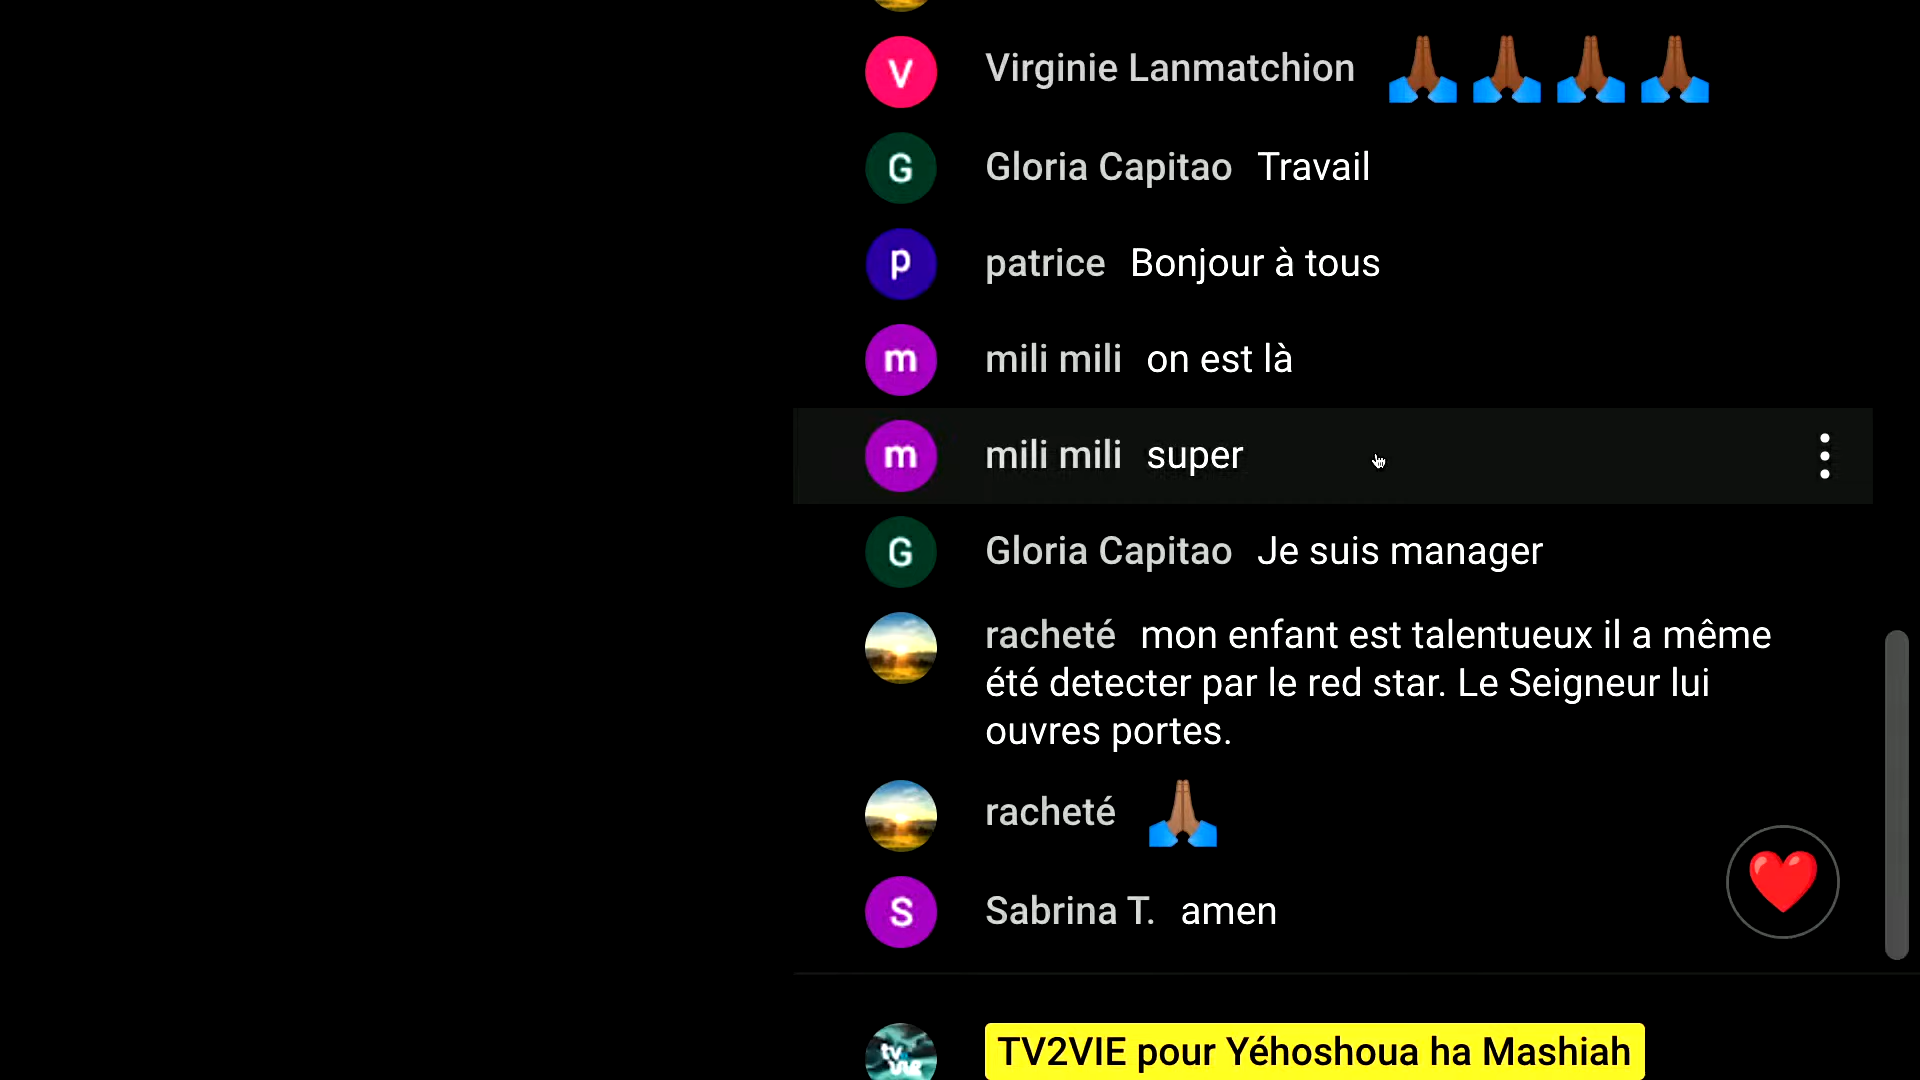 V Virginie Lanmatchion 🙏🏾🙏🏾🙏🏾🙏🏾
G Gloria Capitao Travail
p patrice Bonjour à tous
m mili mili on est là
m mili mili super
G Gloria Capitao Je suis manager
racheté mon enfant est talentueux il a même
été detecter par le red star. Le Seigneur lui
ouvres portes.
racheté 🙏🏽
S Sabrina T. amen
tv2vie TV2VIE pour Yéhoshoua ha Mashiah